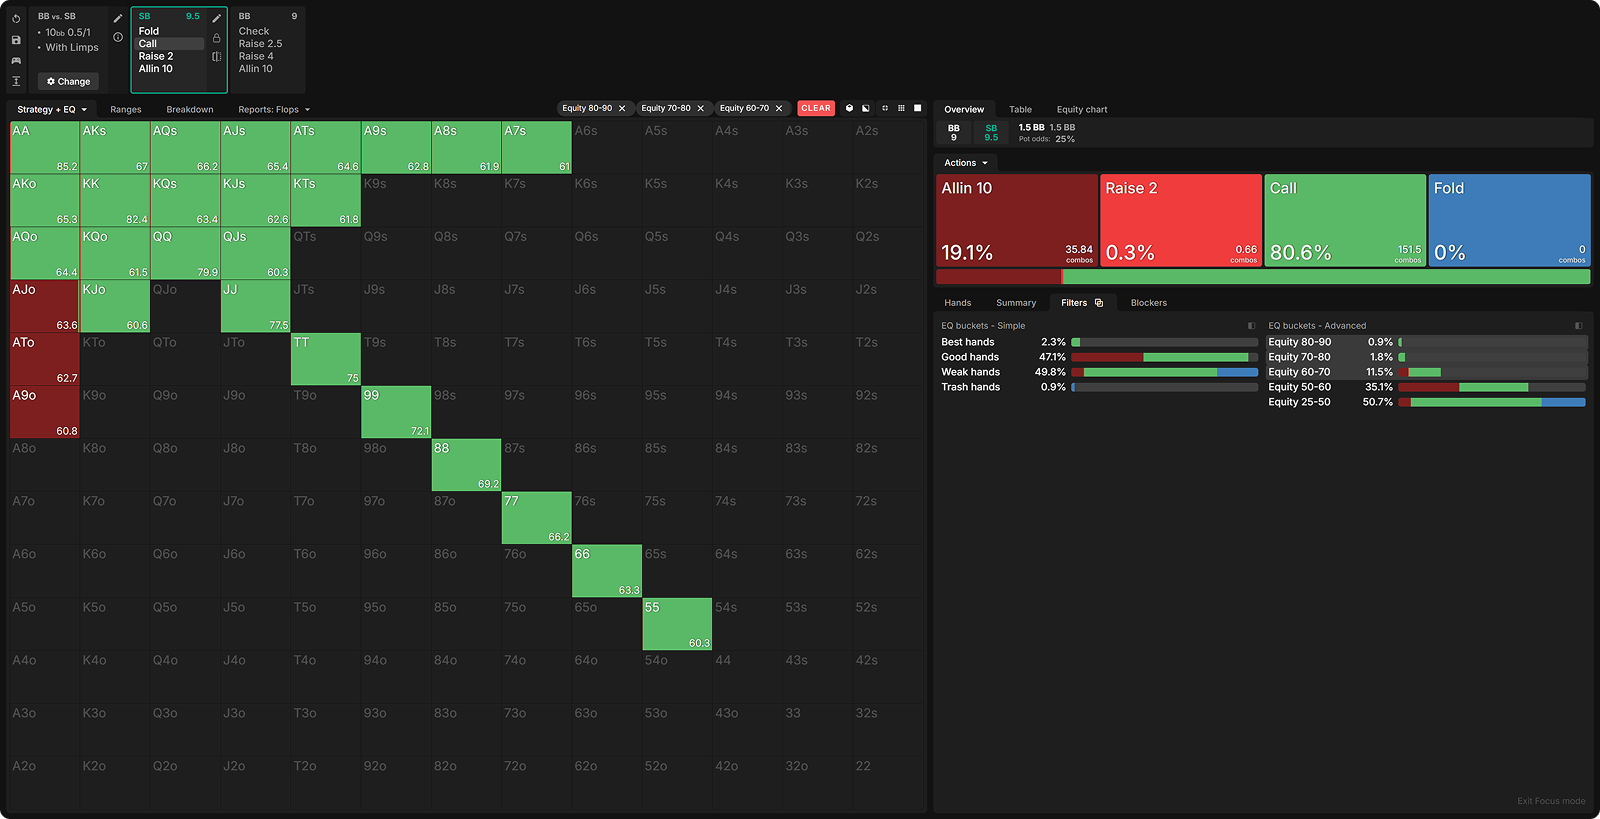 BB vs. SB
10bb 0.5/1
With Limps
Change
SB 9.5
Fold
Call
Raise 2
Allin 10
BB 9
Check
Raise 2.5
Raise 4
Allin 10
Strategy + EQ Ranges Breakdown Reports: Flops Equity 80-90 Equity 70-80 Equity 60-70 CLEAR
AA AKs AQs AJs ATs A9s A8s A7s A6s A5s A4s A3s A2s
85.2 67 66.2 65.4 64.6 62.8 61.9 61
AKo KK KQs KJs KTs K9s K8s K7s K6s K5s K4s K3s K2s
65.3 82.4 63.4 62.6 61.8
AQo KQo QQ QJs QTs Q9s Q8s Q7s Q6s Q5s Q4s Q3s Q2s
64.4 61.5 79.9 60.3
AJo KJo QJo JJ JTs J9s J8s J7s J6s J5s J4s J3s J2s
63.6 60.6 77.5
ATo KTo QTo JTo TT T9s T8s T7s T6s T5s T4s T3s T2s
62.7 75
A9o K9o Q9o J9o T9o 99 98s 97s 96s 95s 94s 93s 92s
60.8 72.1
A8o K8o Q8o J8o T8o 98o 88 87s 86s 85s 84s 83s 82s
69.2
A7o K7o Q7o J7o T7o 97o 87o 77 76s 75s 74s 73s 72s
66.2
A6o K6o Q6o J6o T6o 96o 86o 76o 66 65s 64s 63s 62s
63.3
A5o K5o Q5o J5o T5o 95o 85o 75o 65o 55 54s 53s 52s
60.3
A4o K4o Q4o J4o T4o 94o 84o 74o 64o 54o 44 43s 42s
A3o K3o Q3o J3o T3o 93o 83o 73o 63o 53o 43o 33 32s
A2o K2o Q2o J2o T2o 92o 82o 72o 62o 52o 42o 32o 22
Overview Table Equity chart
BB 9
SB 9.5
1.5 BB 1.5 BB
Pot odds: 25%
Actions
Allin 10 Raise 2 Call Fold
19.1% 35.84 combos 0.3% 0.66 combos 80.6% 151.5 combos 0% 0 combos
Hands Summary Filters Blockers
EQ buckets - Simple
Best hands 2.3%
Good hands 47.1%
Weak hands 49.8%
Trash hands 0.9%
EQ buckets - Advanced
Equity 80-90 0.9%
Equity 70-80 1.8%
Equity 60-70 11.5%
Equity 50-60 35.1%
Equity 25-50 50.7%
Exit Focus mode